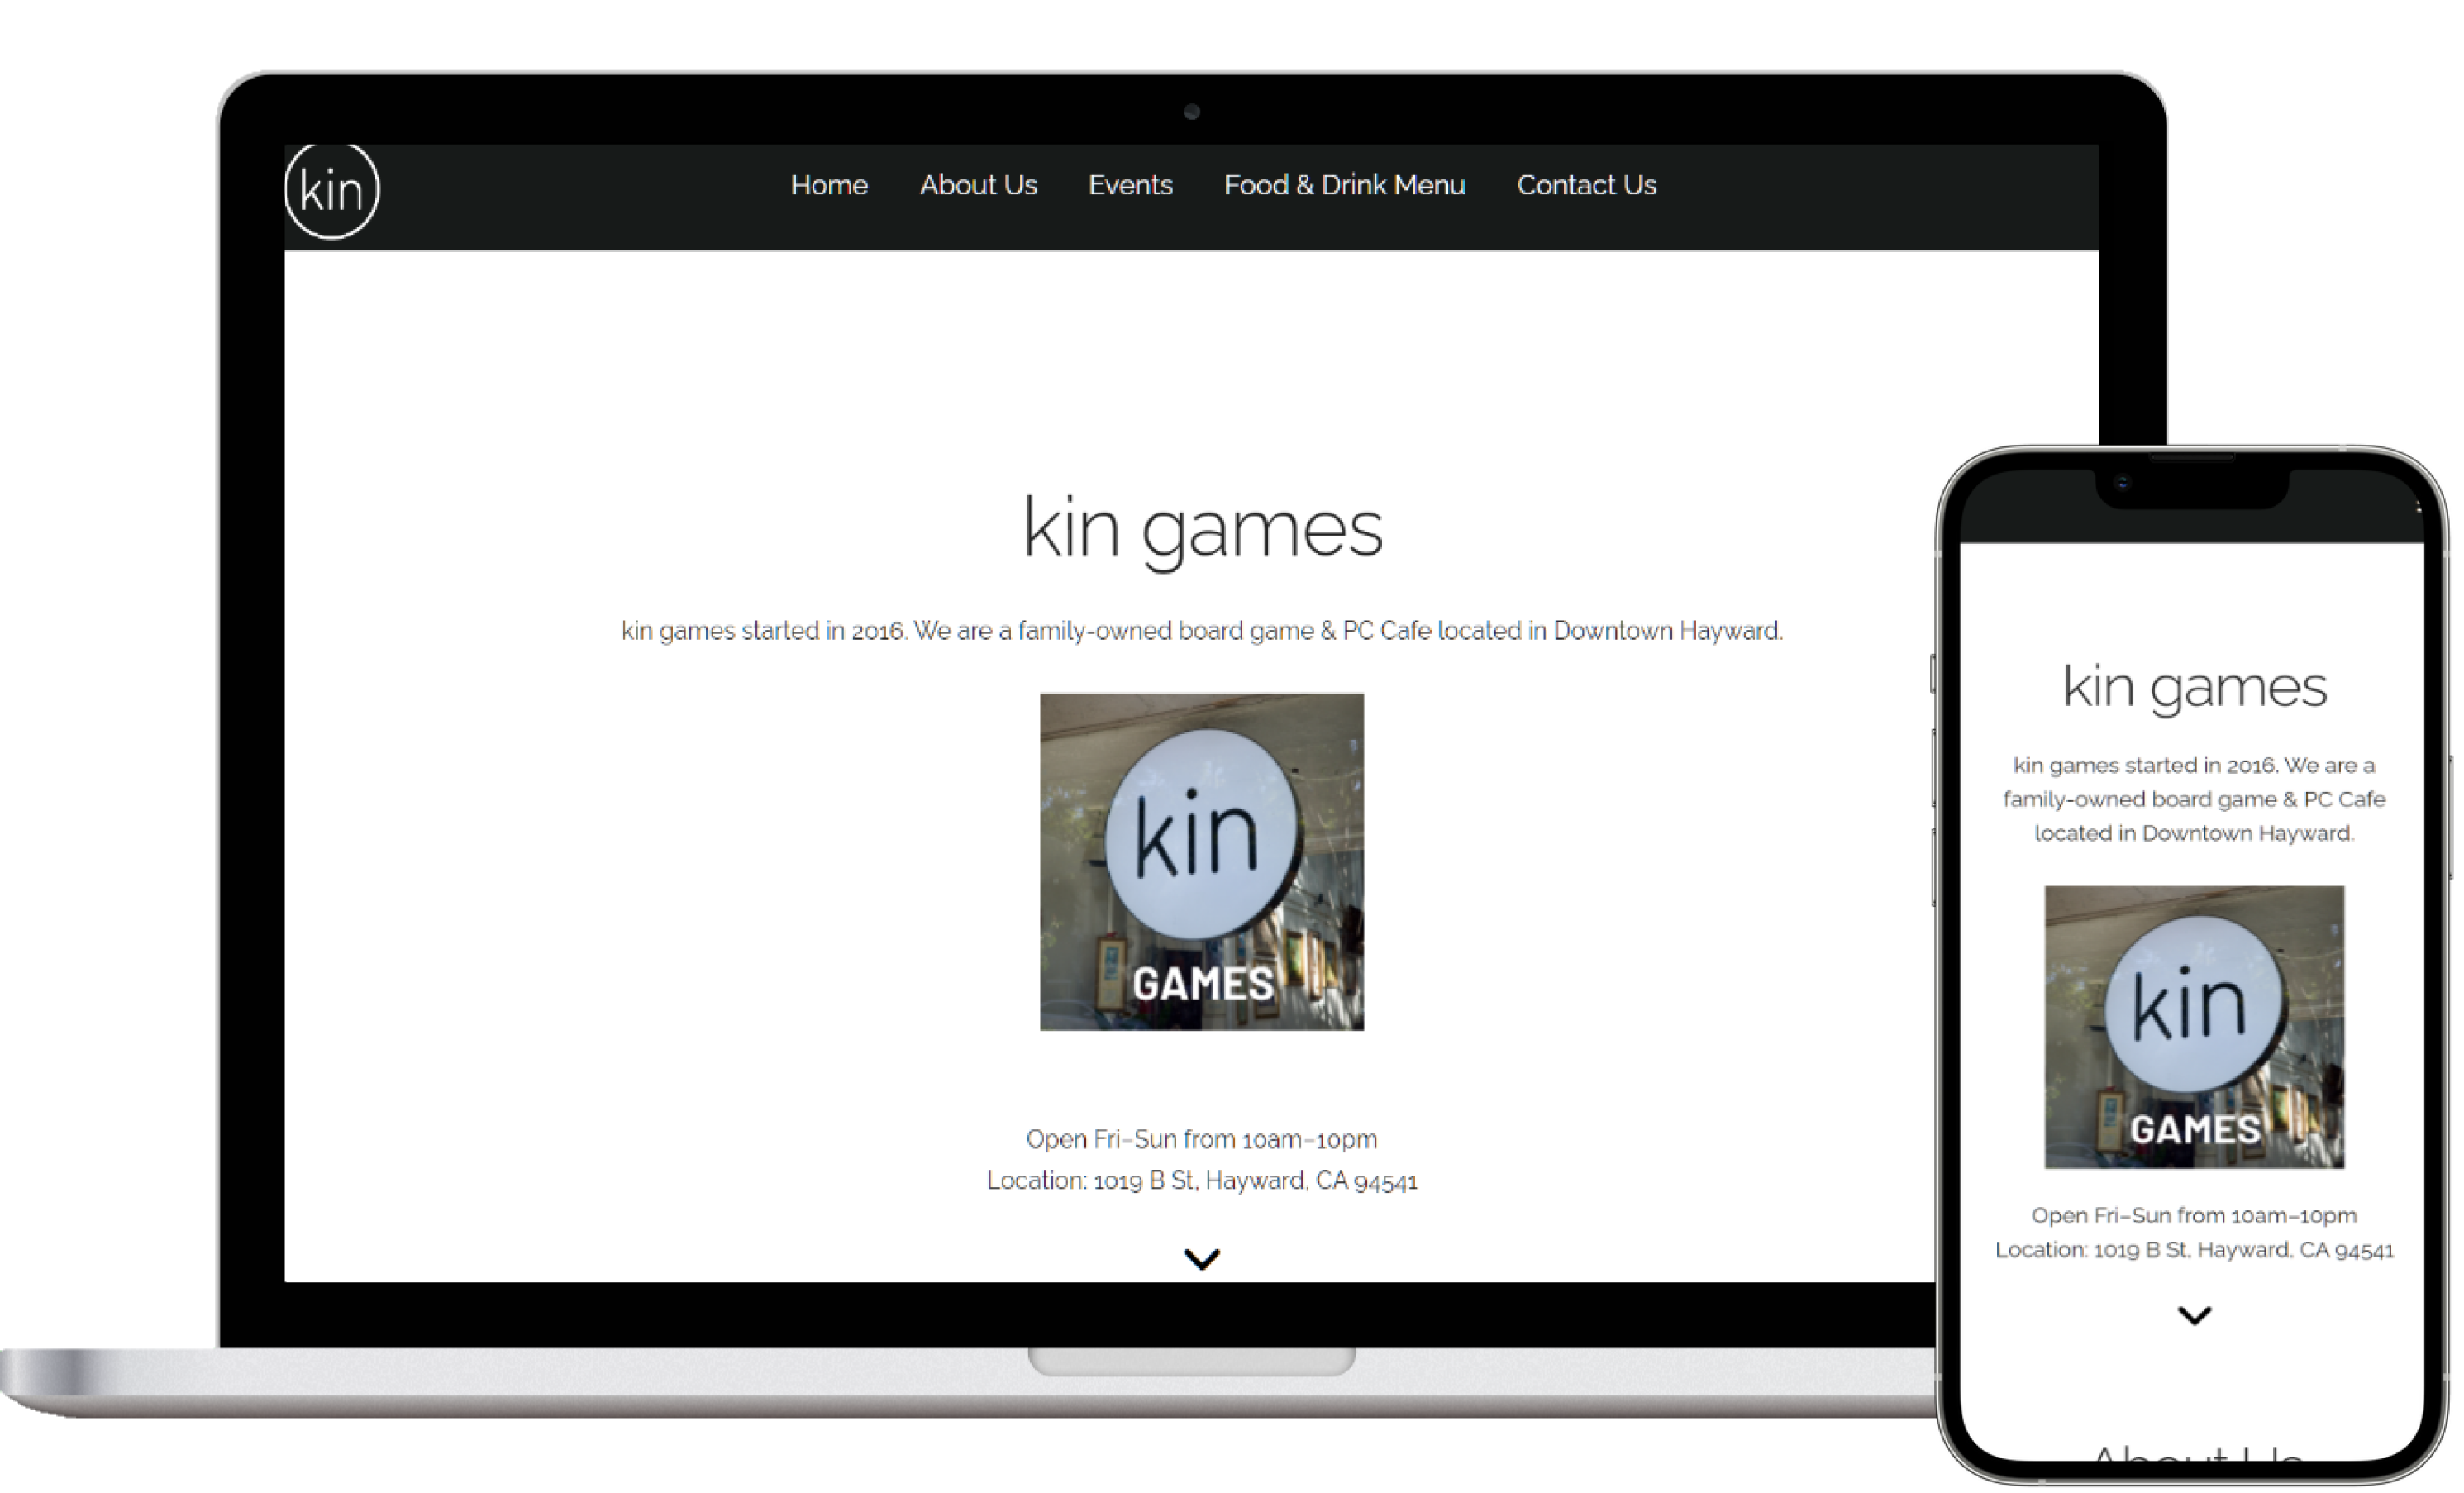 kin
Home About Us Events Food & Drink Menu Contact Us
kin games
kin games started in 2016. We are a family-owned board game & PC Cafe located in Downtown Hayward.
kin
GAMES
Open Fri–Sun from 10am–10pm
Location: 1019 B St, Hayward, CA 94541
kin games
kin games started in 2016. We are a
family-owned board game & PC Cafe
located in Downtown Hayward.
kin
GAMES
Open Fri–Sun from 10am–10pm
Location: 1019 B St, Hayward, CA 94541
About Us